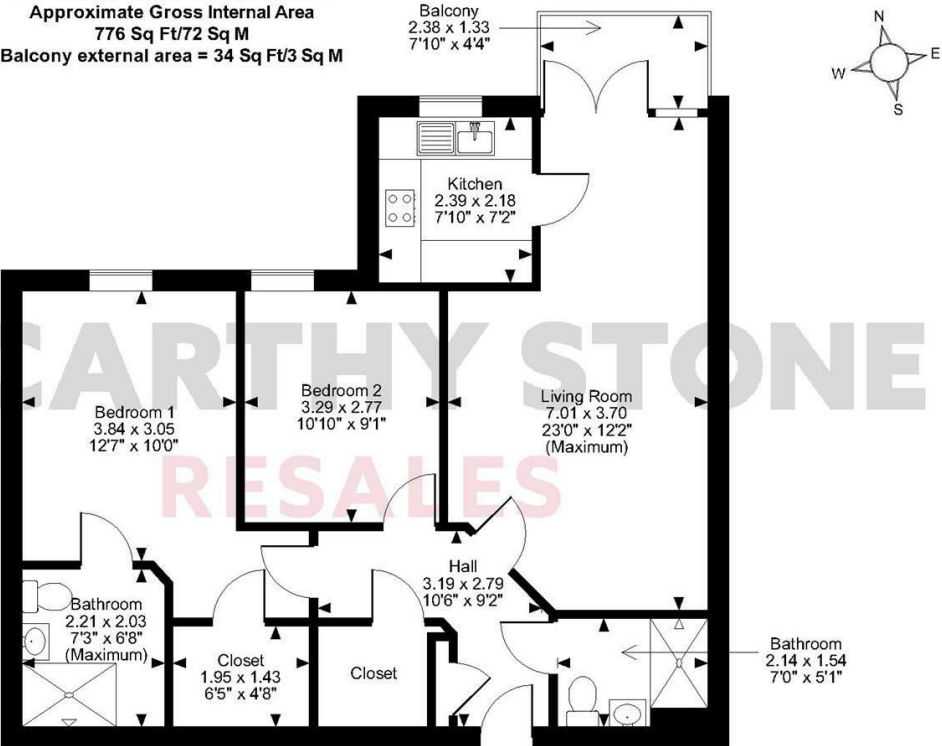 Approximate Gross Internal Area
776 Sq Ft/72 Sq M
Balcony external area = 34 Sq Ft/3 Sq M
Balcony
2.38 x 1.33
7'10" x 4'4"
N
W
E
S
Kitchen
2.39 x 2.18
7'10" x 7'2"
CARTHY STONE
RESALES
Bedroom 1
3.84 x 3.05
12'7" x 10'0"
Bedroom 2
3.29 x 2.77
10'10" x 9'1"
Living Room
7.01 x 3.70
23'0" x 12'2"
(Maximum)
Hall
3.19 x 2.79
10'6" x 9'2"
Bathroom
2.21 x 2.03
7'3" x 6'8"
(Maximum)
Closet
1.95 x 1.43
6'5" x 4'8"
Closet
Bathroom
2.14 x 1.54
7'0" x 5'1"